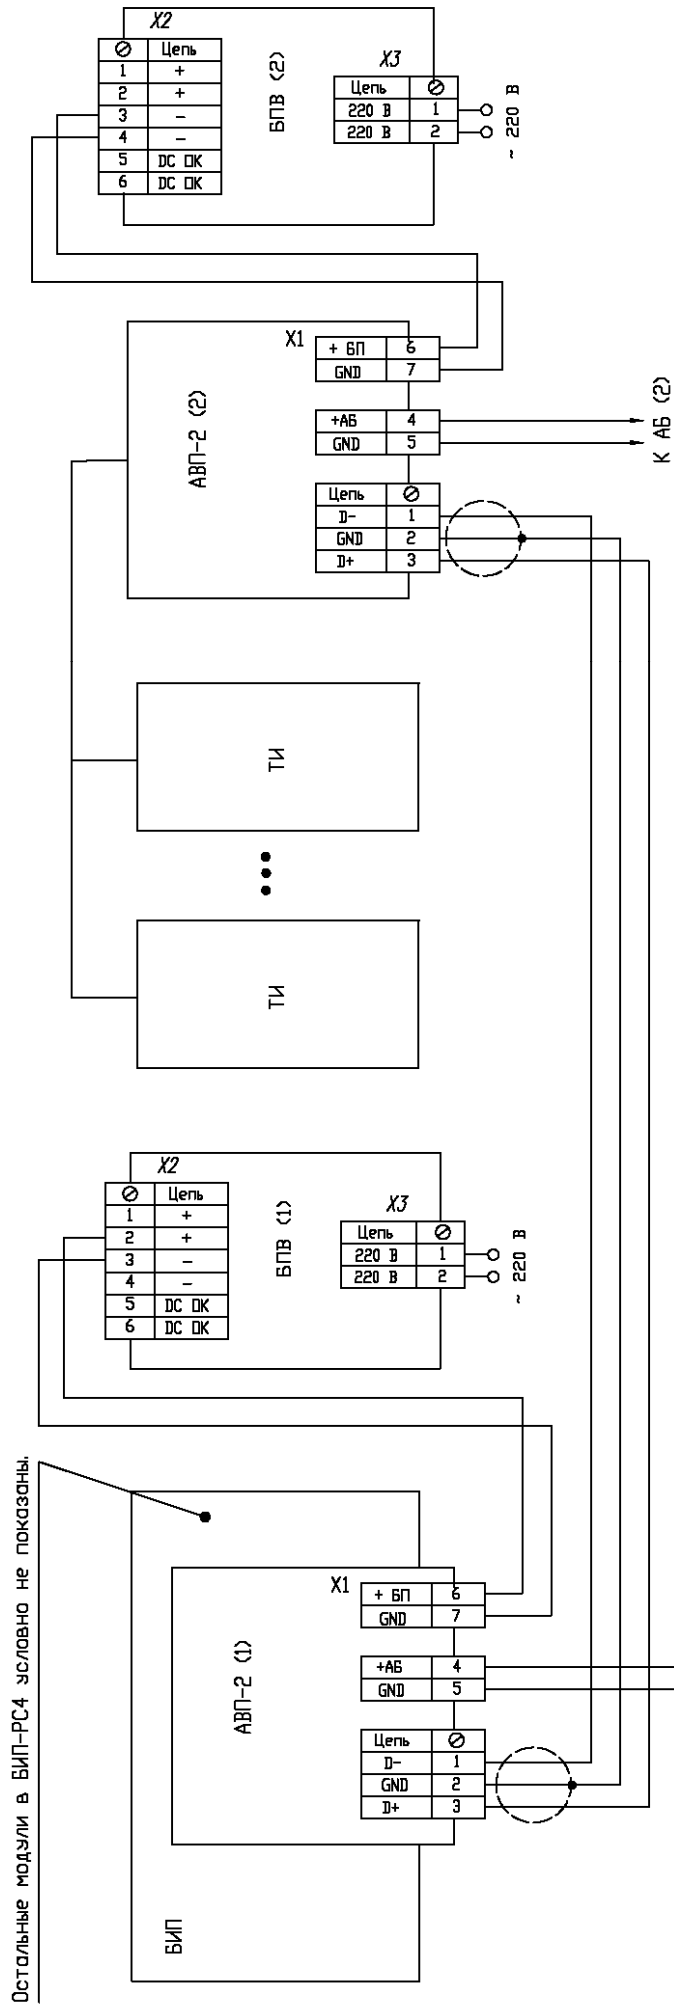 X2
⊘ Цепь
1 +
2 +
3 -
4 -
5 DC OK
6 DC OK
БПВ (2)
X3
Цепь ⊘
220 В 1
220 В 2
~ 220 В
АВП-2 (2)
X1
+ БП 6
GND 7
+АБ 4
GND 5
К АБ (2)
Цепь ⊘
D- 1
GND 2
D+ 3
ТИ
ТИ
X2
⊘ Цепь
1 +
2 +
3 -
4 -
5 DC OK
6 DC OK
БПВ (1)
X3
Цепь ⊘
220 В 1
220 В 2
~ 220 В
Остальные модули в БИП-РС4 условно не показаны.
БИП
АВП-2 (1)
X1
+ БП 6
GND 7
+АБ 4
GND 5
Цепь ⊘
D- 1
GND 2
D+ 3